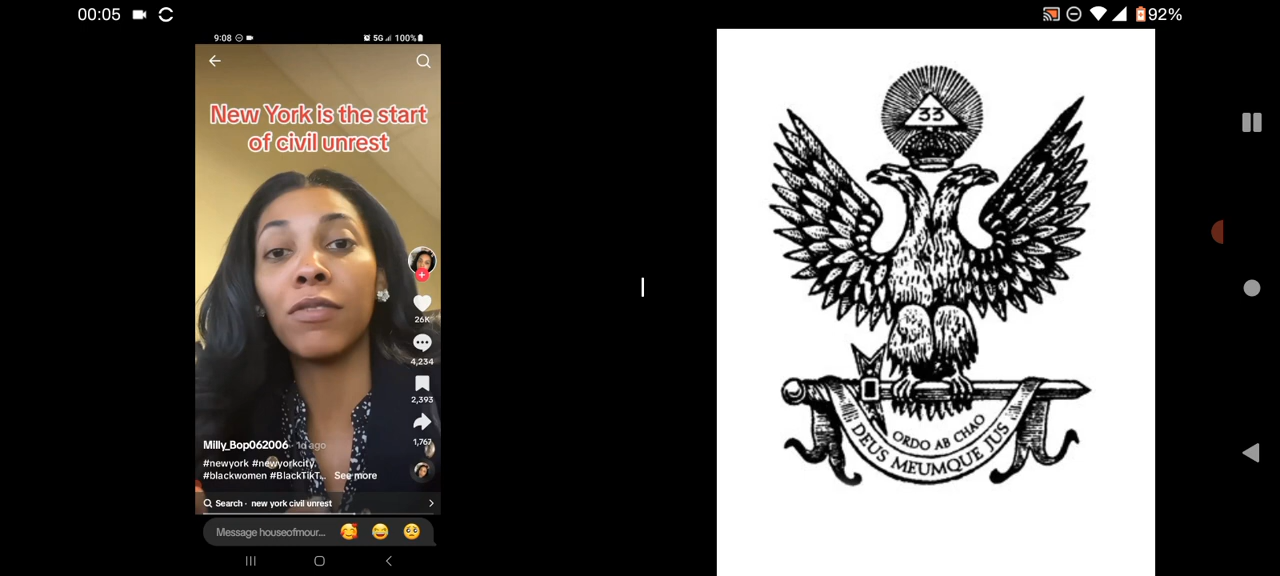 00:05
92%
9:08
5G
100%
New York is the start
of civil unrest
26K
4,234
2,393
1,767
Milly_Bop062006 · 1d ago
#newyork #newyorkcity
#blackwomen #BlackTikT... See more
Search · new york civil unrest
Message houseofmour...
33
ORDO AB CHAO
DEUS MEUMQUE JUS